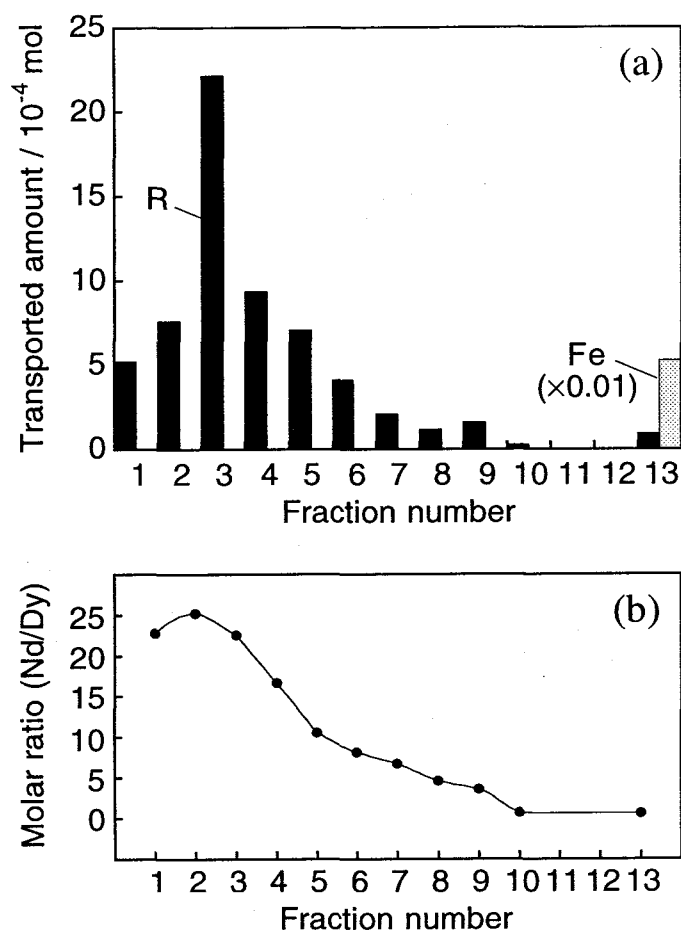 (a)
Transported amount / 10⁻⁴ mol
25
20
15
10
5
0
R
Fe
(×0.01)
1 2 3 4 5 6 7 8 9 10 11 12 13
Fraction number
(b)
Molar ratio (Nd/Dy)
25
20
15
10
5
0
1 2 3 4 5 6 7 8 9 10 11 12 13
Fraction number